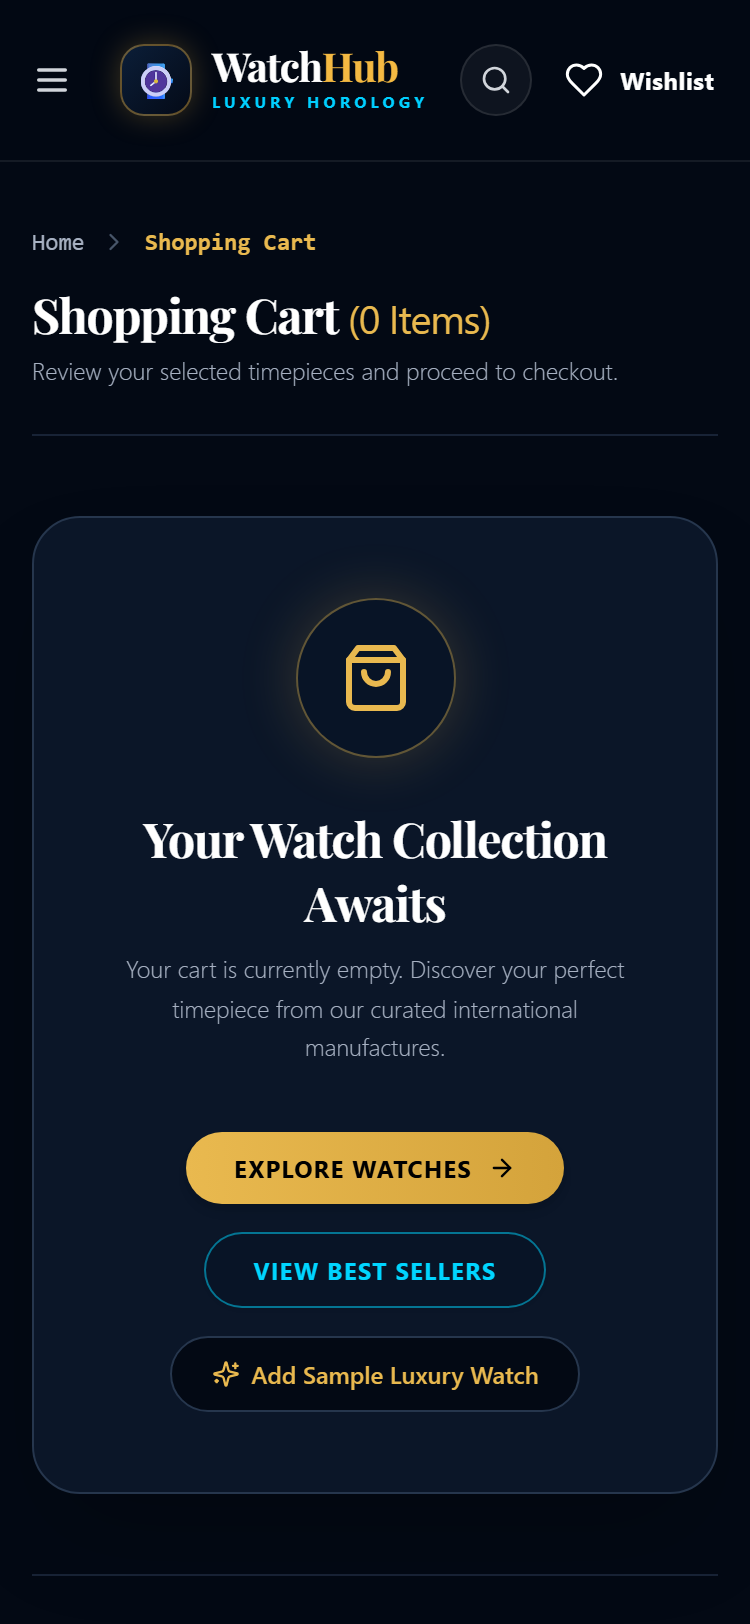 WatchHub
LUXURY HOROLOGY
Wishlist
Home
Shopping Cart
Shopping Cart (0 Items)
Review your selected timepieces and proceed to checkout.
Your Watch Collection
Awaits
Your cart is currently empty. Discover your perfect
timepiece from our curated international
manufactures.
EXPLORE WATCHES
VIEW BEST SELLERS
Add Sample Luxury Watch